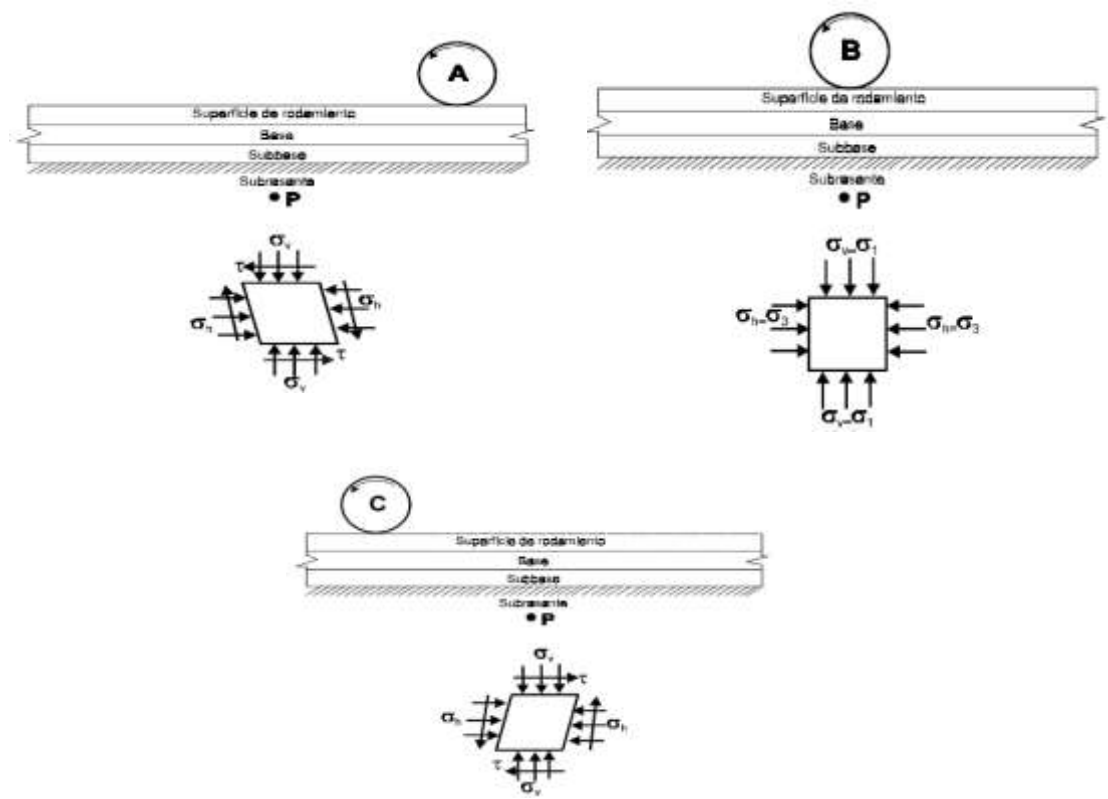 A
Superficie de rodamiento
Base
Subbase
Subrasante
P
σv
τ
σh
σh
τ
σv
B
Superficie de rodamiento
Base
Subbase
Subrasante
P
σv=σ1
σh=σ3
σh=σ3
σv=σ1
C
Superficie de rodamiento
Base
Subbase
Subrasante
P
σv
τ
σh
σh
τ
σv